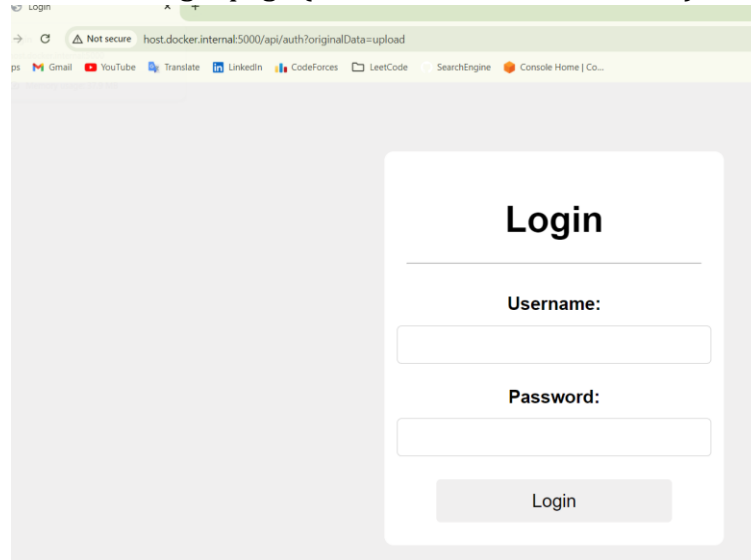 Login
Not secure host.docker.internal:5000/api/auth?originalData=upload
ps Gmail YouTube Translate LinkedIn CodeForces LeetCode SearchEngine Console Home | Co...
Login
Username:
Password:
Login